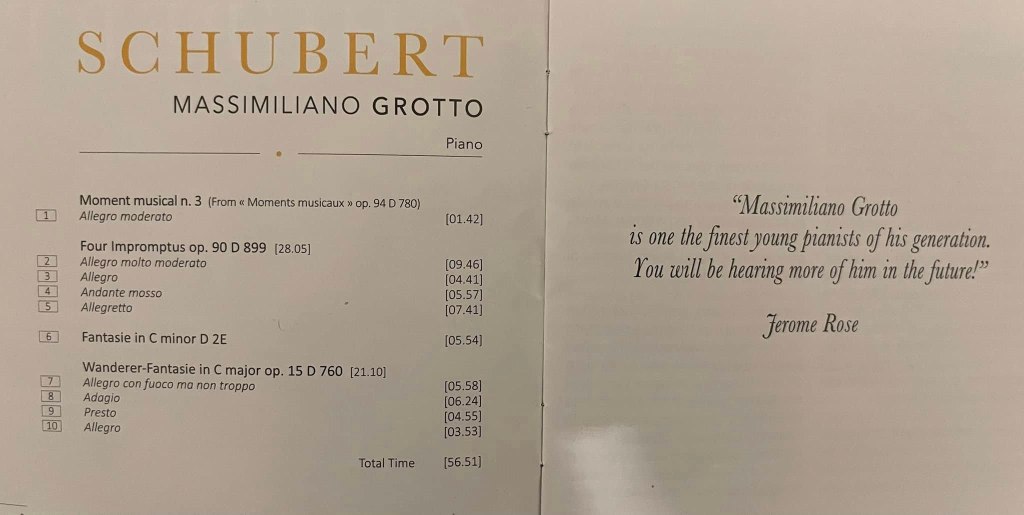 SCHUBERT
MASSIMILIANO GROTTO
Piano
Moment musical n. 3 (From « Moments musicaux » op. 94 D 780)
1 Allegro moderato [01.42]
Four Impromptus op. 90 D 899 [28.05]
2 Allegro molto moderato [09.46]
3 Allegro [04.41]
4 Andante mosso [05.57]
5 Allegretto [07.41]
6 Fantasie in C minor D 2E [05.54]
Wanderer-Fantasie in C major op. 15 D 760 [21.10]
7 Allegro con fuoco ma non troppo [05.58]
8 Adagio [06.24]
9 Presto [04.55]
10 Allegro [03.53]
Total Time [56.51]
“Massimiliano Grotto
is one the finest young pianists of his generation.
You will be hearing more of him in the future!”
Jerome Rose